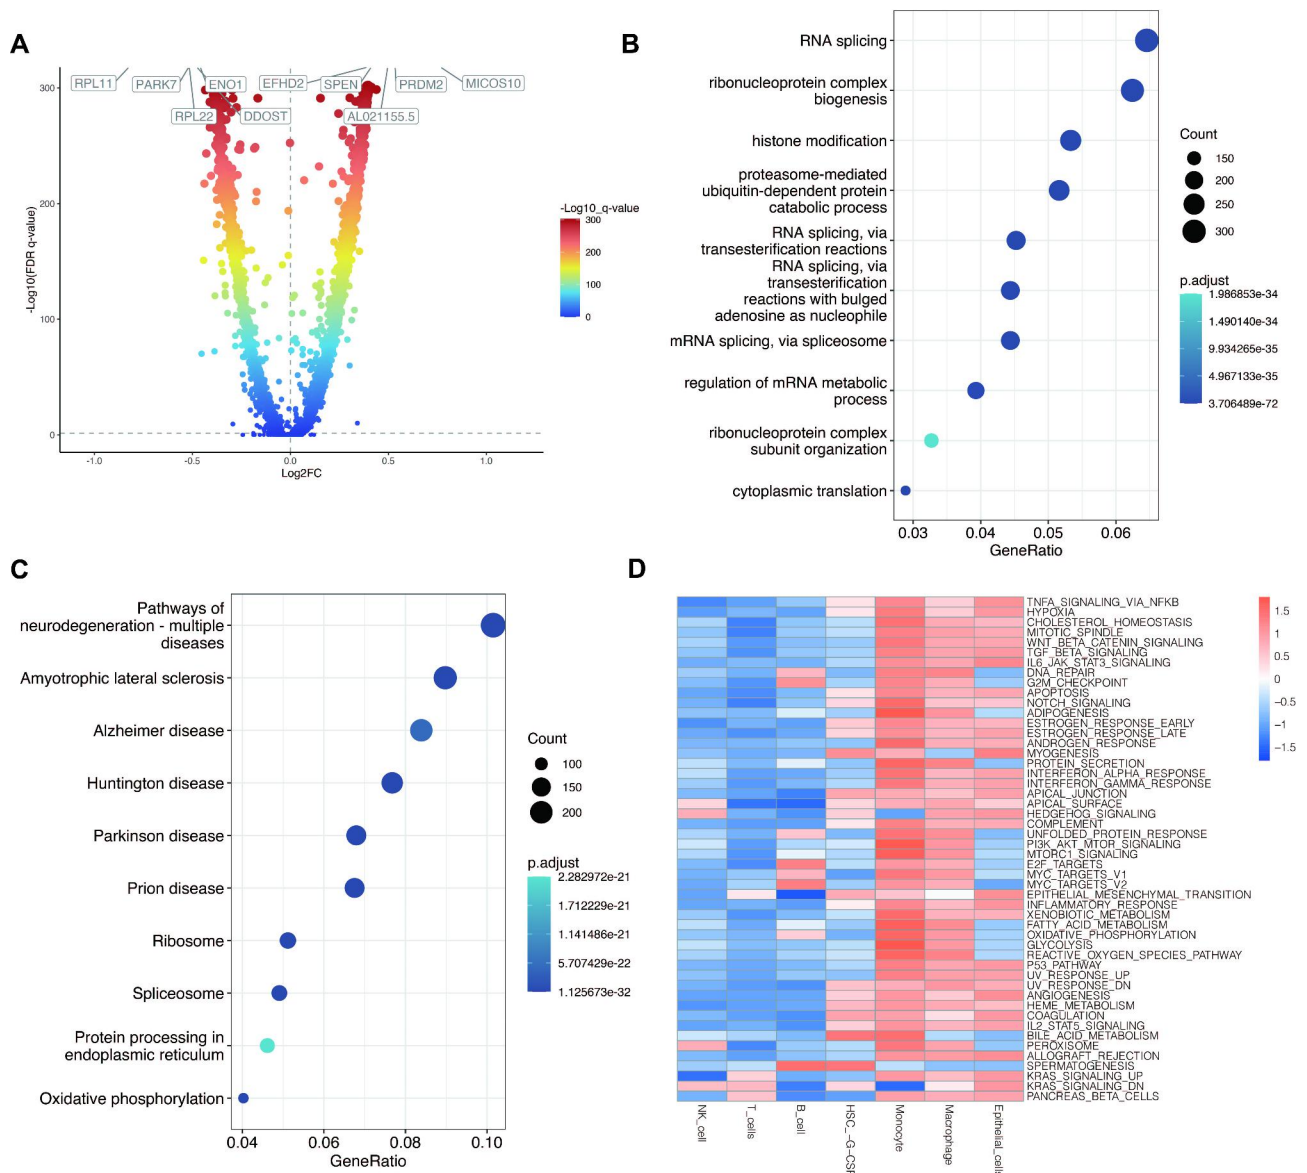 A
RPL11
PARK7
ENO1
EFHD2
SPEN
PRDM2
MICOS10
RPL22
DDOST
AL021155.5
300
200
100
0
-Log10(FDR q-value)
-1.0
-0.5
0.0
0.5
1.0
Log2FC
-Log10_q-value
300
200
100
0
B
RNA splicing
ribonucleoprotein complex
biogenesis
histone modification
proteasome-mediated
ubiquitin-dependent protein
catabolic process
RNA splicing, via
transesterification reactions
RNA splicing, via
transesterification
reactions with bulged
adenosine as nucleophile
mRNA splicing, via spliceosome
regulation of mRNA metabolic
process
ribonucleoprotein complex
subunit organization
cytoplasmic translation
0.03
0.04
0.05
0.06
GeneRatio
Count
150
200
250
300
p.adjust
1.986853e-34
1.490140e-34
9.934265e-35
4.967133e-35
3.706489e-72
C
Pathways of
neurodegeneration - multiple
diseases
Amyotrophic lateral sclerosis
Alzheimer disease
Huntington disease
Parkinson disease
Prion disease
Ribosome
Spliceosome
Protein processing in
endoplasmic reticulum
Oxidative phosphorylation
0.04
0.06
0.08
0.10
GeneRatio
Count
100
150
200
p.adjust
2.282972e-21
1.712229e-21
1.141486e-21
5.707429e-22
1.125673e-32
D
TNFA_SIGNALING_VIA_NFKB
HYPOXIA
CHOLESTEROL_HOMEOSTASIS
MITOTIC_SPINDLE
WNT_BETA_CATENIN_SIGNALING
TGF_BETA_SIGNALING
IL6_JAK_STAT3_SIGNALING
DNA_REPAIR
G2M_CHECKPOINT
APOPTOSIS
NOTCH_SIGNALING
ADIPOGENESIS
ESTROGEN_RESPONSE_EARLY
ESTROGEN_RESPONSE_LATE
ANDROGEN_RESPONSE
MYOGENESIS
PROTEIN_SECRETION
INTERFERON_ALPHA_RESPONSE
INTERFERON_GAMMA_RESPONSE
APICAL_JUNCTION
APICAL_SURFACE
HEDGEHOG_SIGNALING
COMPLEMENT
UNFOLDED_PROTEIN_RESPONSE
PI3K_AKT_MTOR_SIGNALING
MTORC1_SIGNALING
E2F_TARGETS
MYC_TARGETS_V1
MYC_TARGETS_V2
EPITHELIAL_MESENCHYMAL_TRANSITION
INFLAMMATORY_RESPONSE
XENOBIOTIC_METABOLISM
FATTY_ACID_METABOLISM
OXIDATIVE_PHOSPHORYLATION
GLYCOLYSIS
REACTIVE_OXYGEN_SPECIES_PATHWAY
P53_PATHWAY
UV_RESPONSE_UP
UV_RESPONSE_DN
ANGIOGENESIS
HEME_METABOLISM
COAGULATION
IL2_STAT5_SIGNALING
BILE_ACID_METABOLISM
PEROXISOME
ALLOGRAFT_REJECTION
SPERMATOGENESIS
KRAS_SIGNALING_UP
KRAS_SIGNALING_DN
PANCREAS_BETA_CELLS
NK_cell
T_cells
B_cell
HSC_-G-CSF
Monocyte
Macrophage
Epithelial_cells
1.5
1
0.5
0
−0.5
−1
−1.5